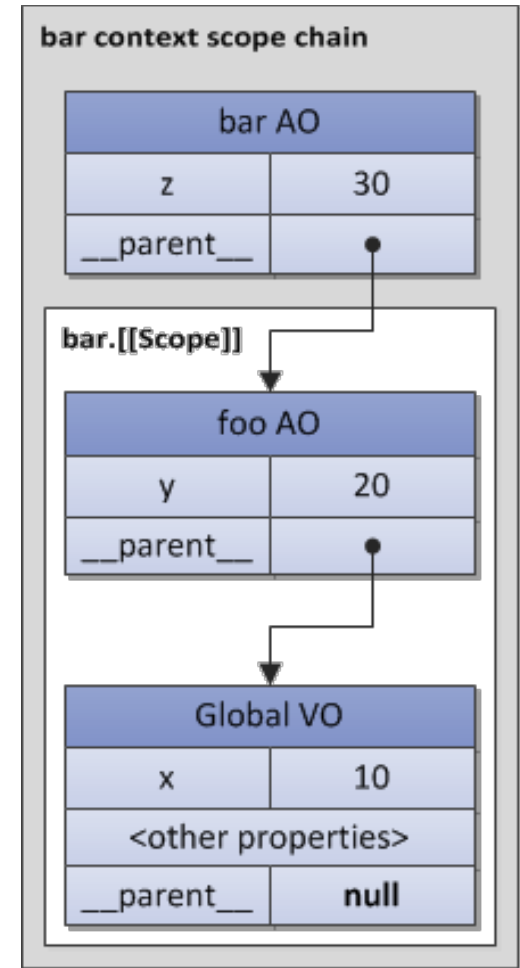 bar context scope chain
bar AO
z 30
__parent__
bar.[[Scope]]
foo AO
y 20
__parent__
Global VO
x 10
<other properties>
__parent__ null